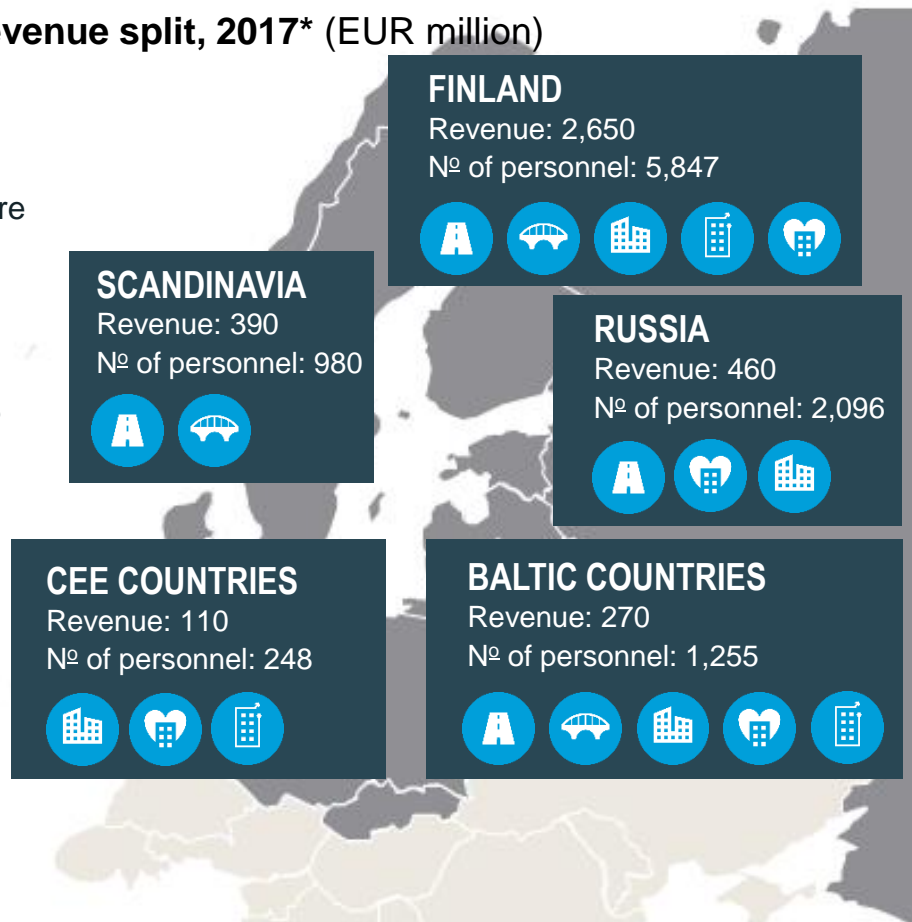 evenue split, 2017* (EUR million)
FINLAND
Revenue: 2,650
Nº of personnel: 5,847
re
SCANDINAVIA
Revenue: 390
Nº of personnel: 980
RUSSIA
Revenue: 460
Nº of personnel: 2,096
CEE COUNTRIES
Revenue: 110
Nº of personnel: 248
BALTIC COUNTRIES
Revenue: 270
Nº of personnel: 1,255